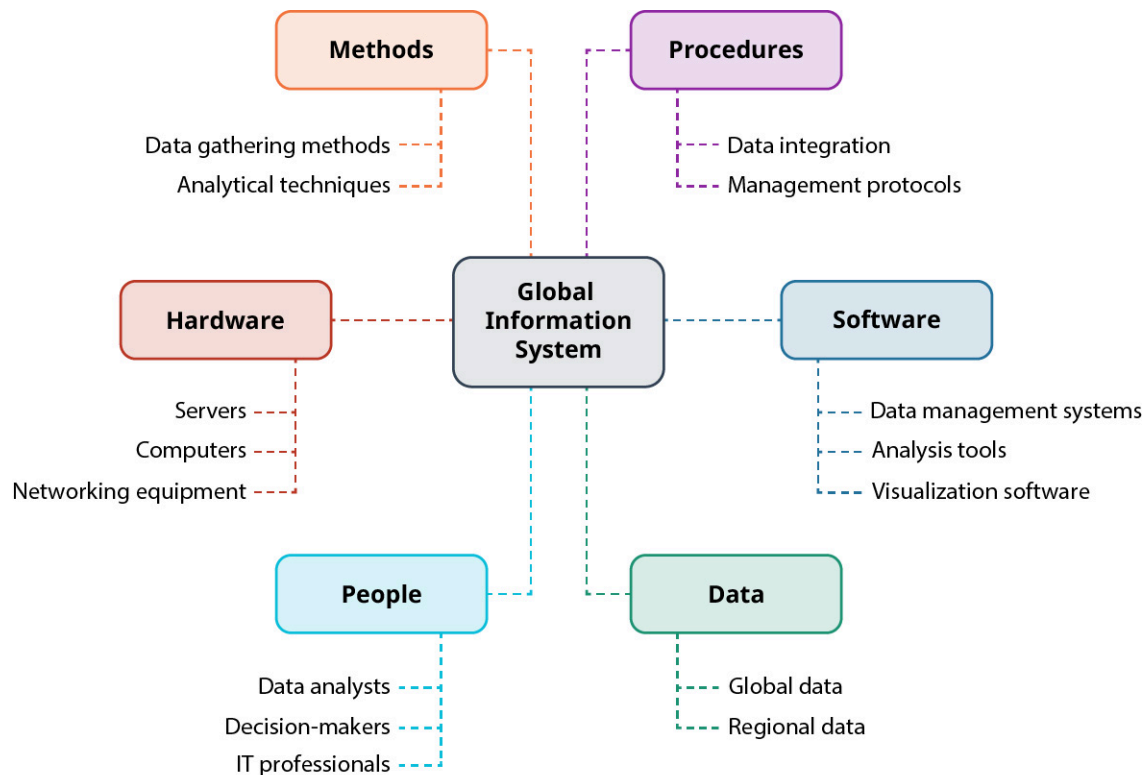 Methods
Procedures
Data gathering methods
Analytical techniques
Data integration
Management protocols
Global
Information
System
Hardware
Software
Servers
Computers
Networking equipment
Data management systems
Analysis tools
Visualization software
People
Data
Data analysts
Decision-makers
IT professionals
Global data
Regional data